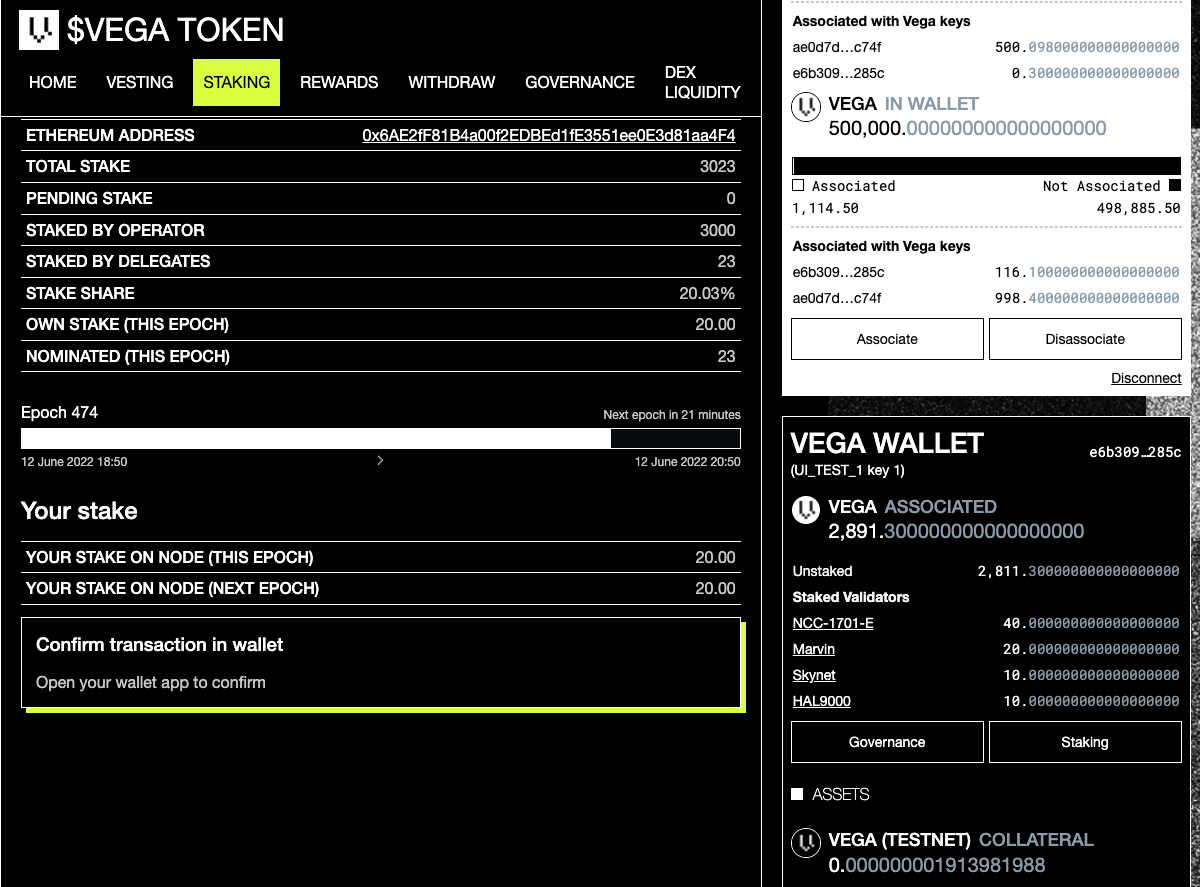 $VEGA TOKEN
HOME VESTING STAKING REWARDS WITHDRAW GOVERNANCE DEX LIQUIDITY
ETHEREUM ADDRESS 0x6AE2fF81B4a00f2EDBEd1fE3551ee0E3d81aa4F4
TOTAL STAKE 3023
PENDING STAKE 0
STAKED BY OPERATOR 3000
STAKED BY DELEGATES 23
STAKE SHARE 20.03%
OWN STAKE (THIS EPOCH) 20.00
NOMINATED (THIS EPOCH) 23
Epoch 474 Next epoch in 21 minutes
12 June 2022 18:50 12 June 2022 20:50
Your stake
YOUR STAKE ON NODE (THIS EPOCH) 20.00
YOUR STAKE ON NODE (NEXT EPOCH) 20.00
Confirm transaction in wallet
Open your wallet app to confirm
Associated with Vega keys
ae0d7d…c74f 500.098000000000000000
e6b309…285c 0.300000000000000000
VEGA IN WALLET
500,000.000000000000000000
Associated Not Associated
1,114.50 498,885.50
Associated with Vega keys
e6b309…285c 116.100000000000000000
ae0d7d…c74f 998.400000000000000000
Associate Disassociate
Disconnect
VEGA WALLET e6b309…285c
(UI_TEST_1 key 1)
VEGA ASSOCIATED
2,891.300000000000000000
Unstaked 2,811.300000000000000000
Staked Validators
NCC-1701-E 40.000000000000000000
Marvin 20.000000000000000000
Skynet 10.000000000000000000
HAL9000 10.000000000000000000
Governance Staking
ASSETS
VEGA (TESTNET) COLLATERAL
0.000000001913981988